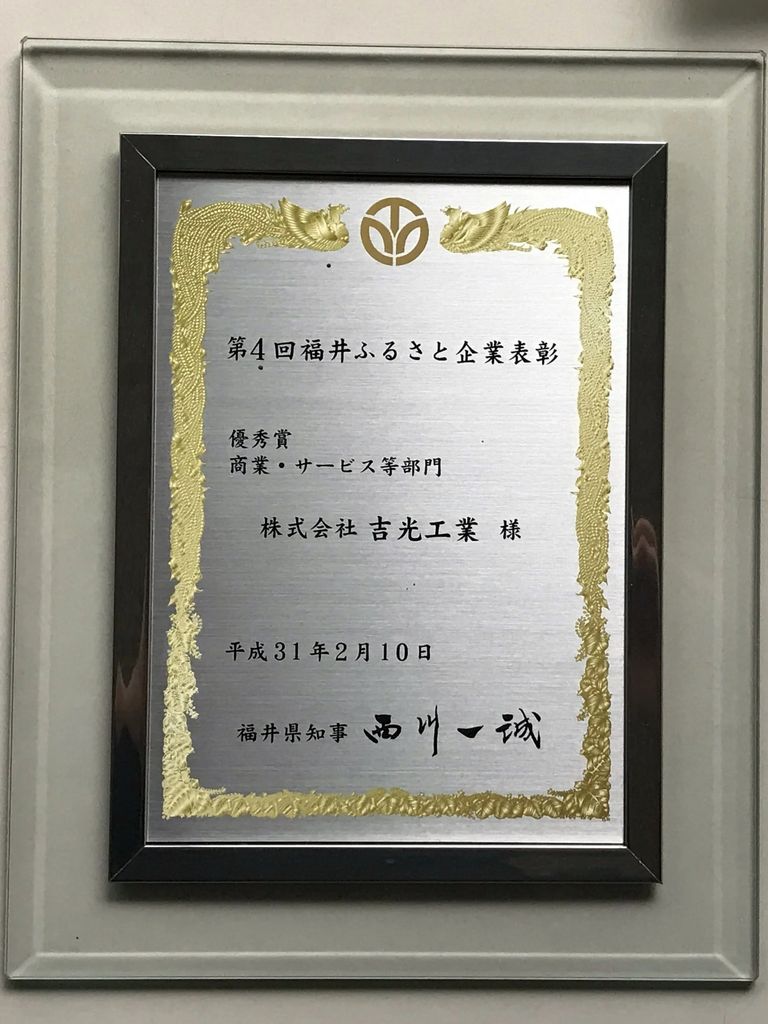 第4回福井ふるさと企業表彰
優秀賞
商業・サービス等部門
株式会社 吉光工業 様
平成31年2月10日
福井県知事 西川一誠